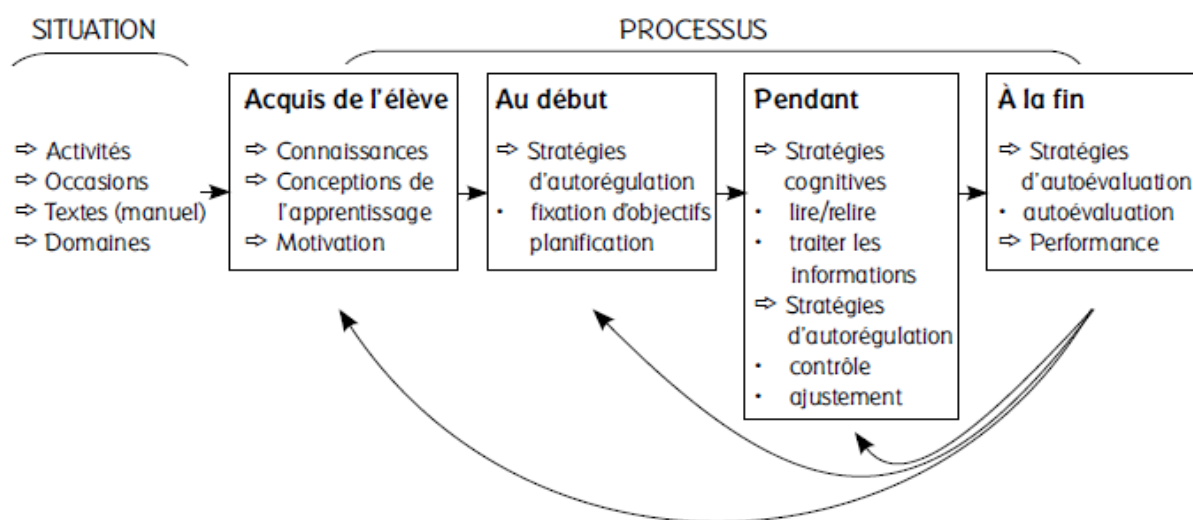 SITUATION
PROCESSUS
⇨ Activités
⇨ Occasions
⇨ Textes (manuel)
⇨ Domaines
Acquis de l'élève
⇨ Connaissances
⇨ Conceptions de
l'apprentissage
⇨ Motivation
Au début
⇨ Stratégies
d'autorégulation
• fixation d'objectifs
planification
Pendant
⇨ Stratégies
cognitives
• lire/relire
• traiter les
informations
⇨ Stratégies
d'autorégulation
• contrôle
• ajustement
À la fin
⇨ Stratégies
d'autoévaluation
• autoévaluation
⇨ Performance